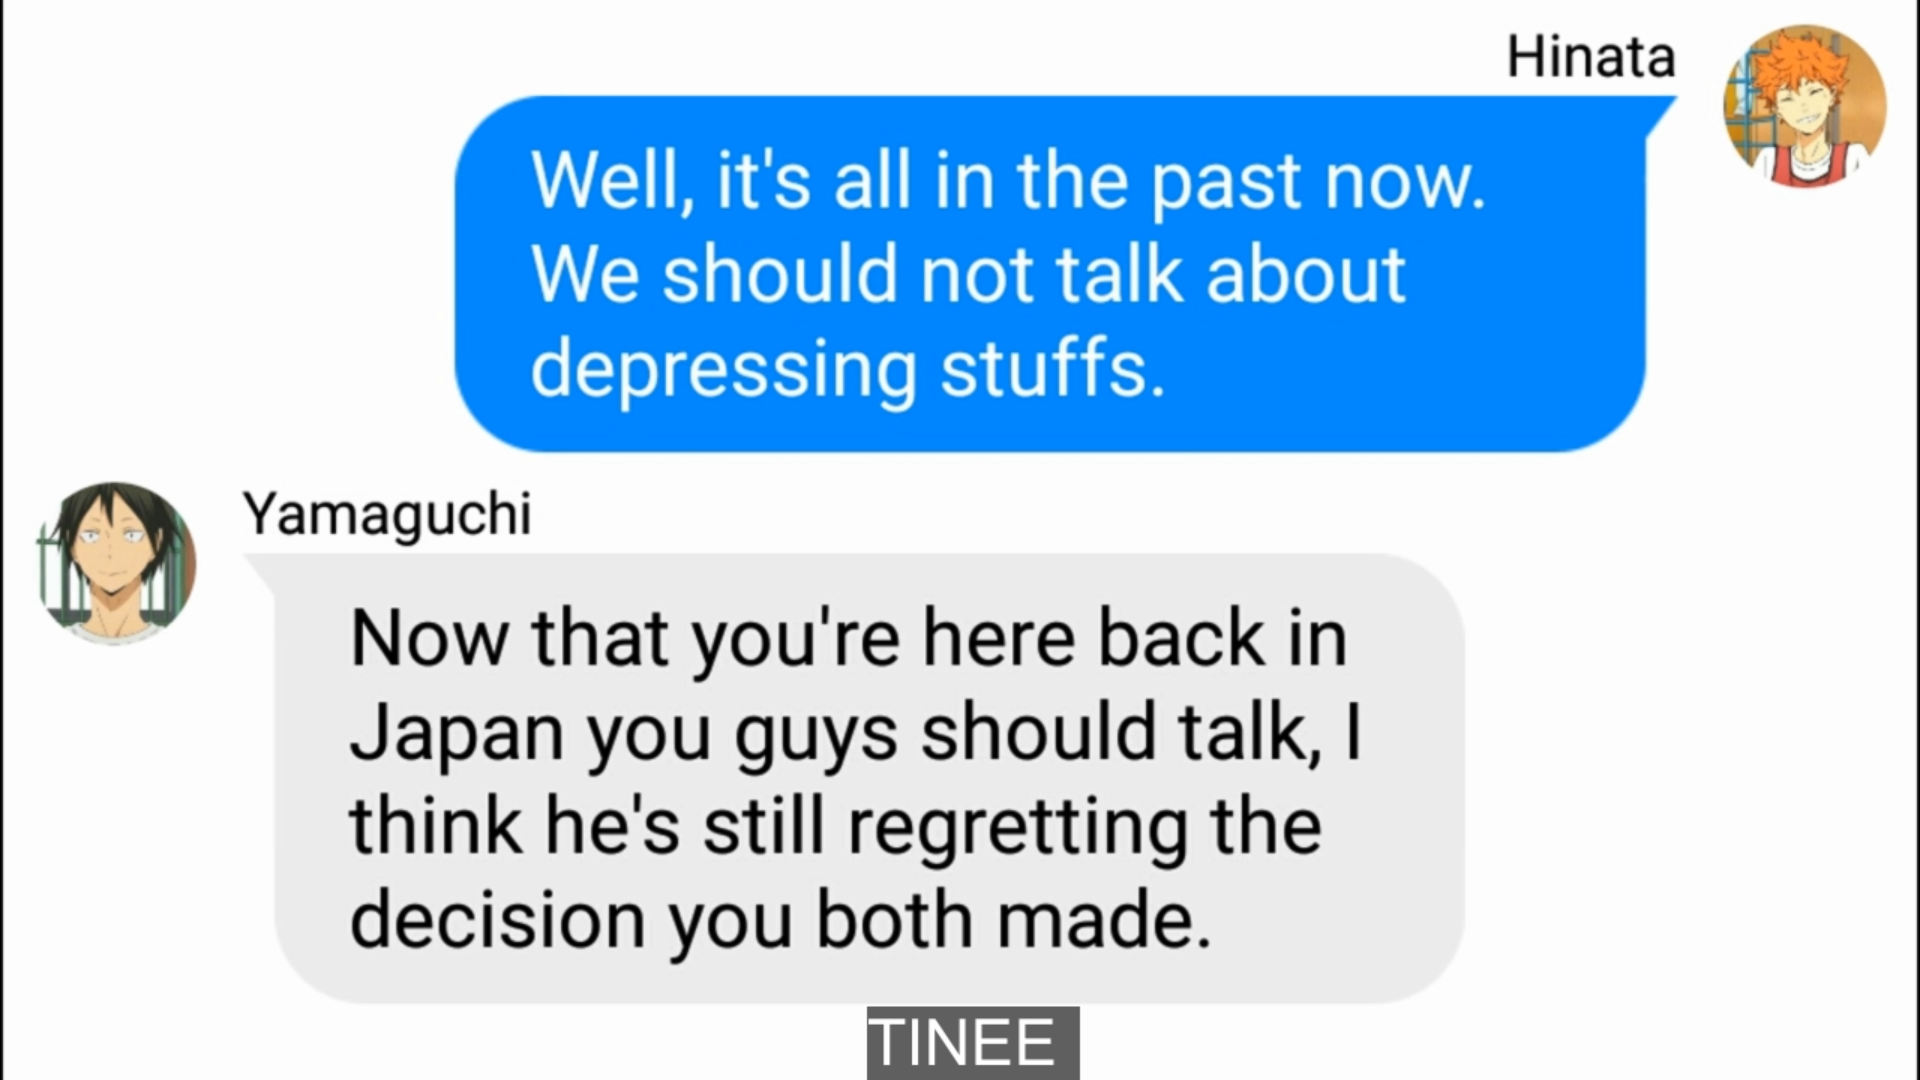 Hinata
Well, it's all in the past now.
We should not talk about
depressing stuffs.
Yamaguchi
Now that you're here back in
Japan you guys should talk, I
think he's still regretting the
decision you both made.
TINEE